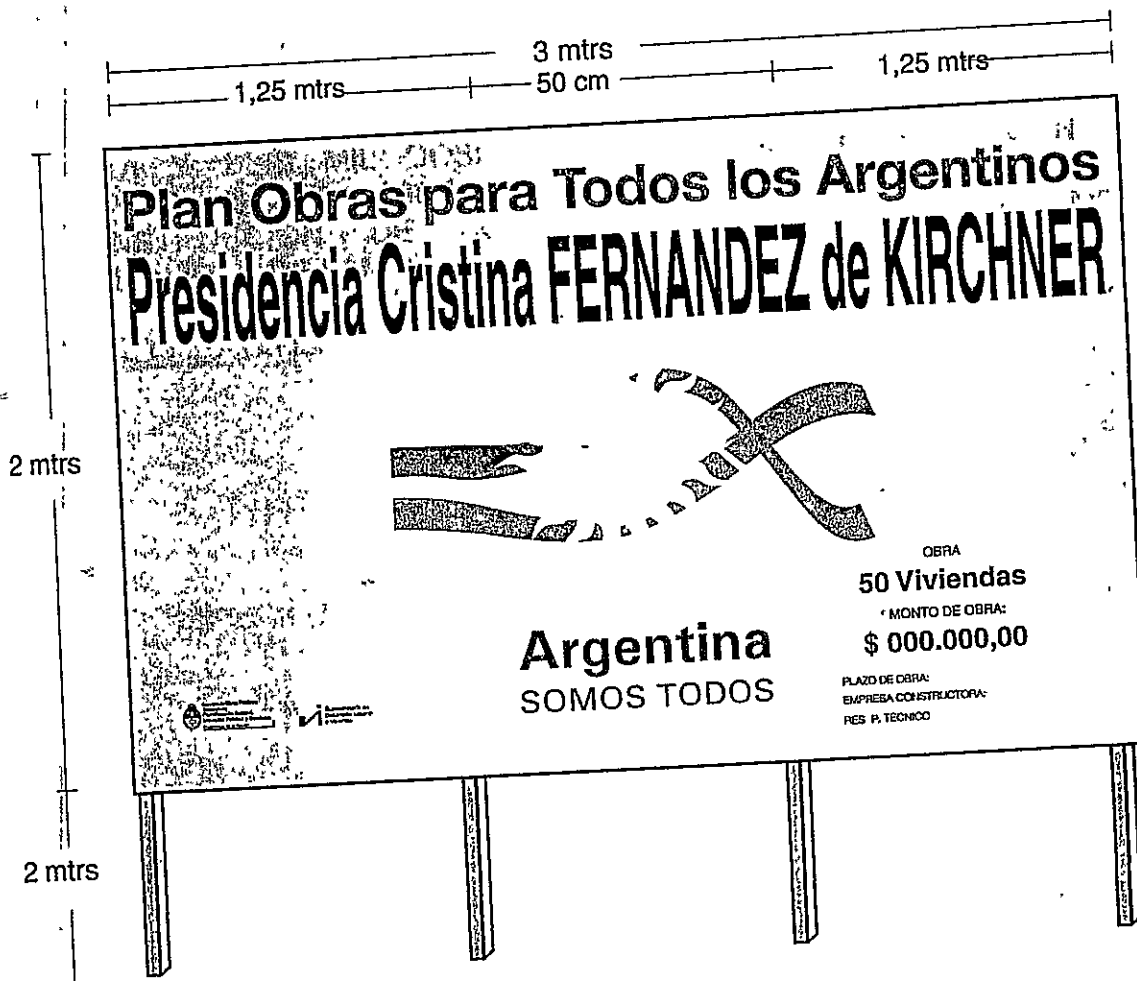 3 mtrs
1,25 mtrs 50 cm 1,25 mtrs
Plan Obras para Todos los Argentinos
Presidencia Cristina FERNANDEZ de KIRCHNER
2 mtrs
OBRA
50 Viviendas
MONTO DE OBRA:
$ 000.000,00
Argentina
SOMOS TODOS
PLAZO DE OBRA:
EMPRESA CONSTRUCTORA:
RES P. TECNICO
2 mtrs